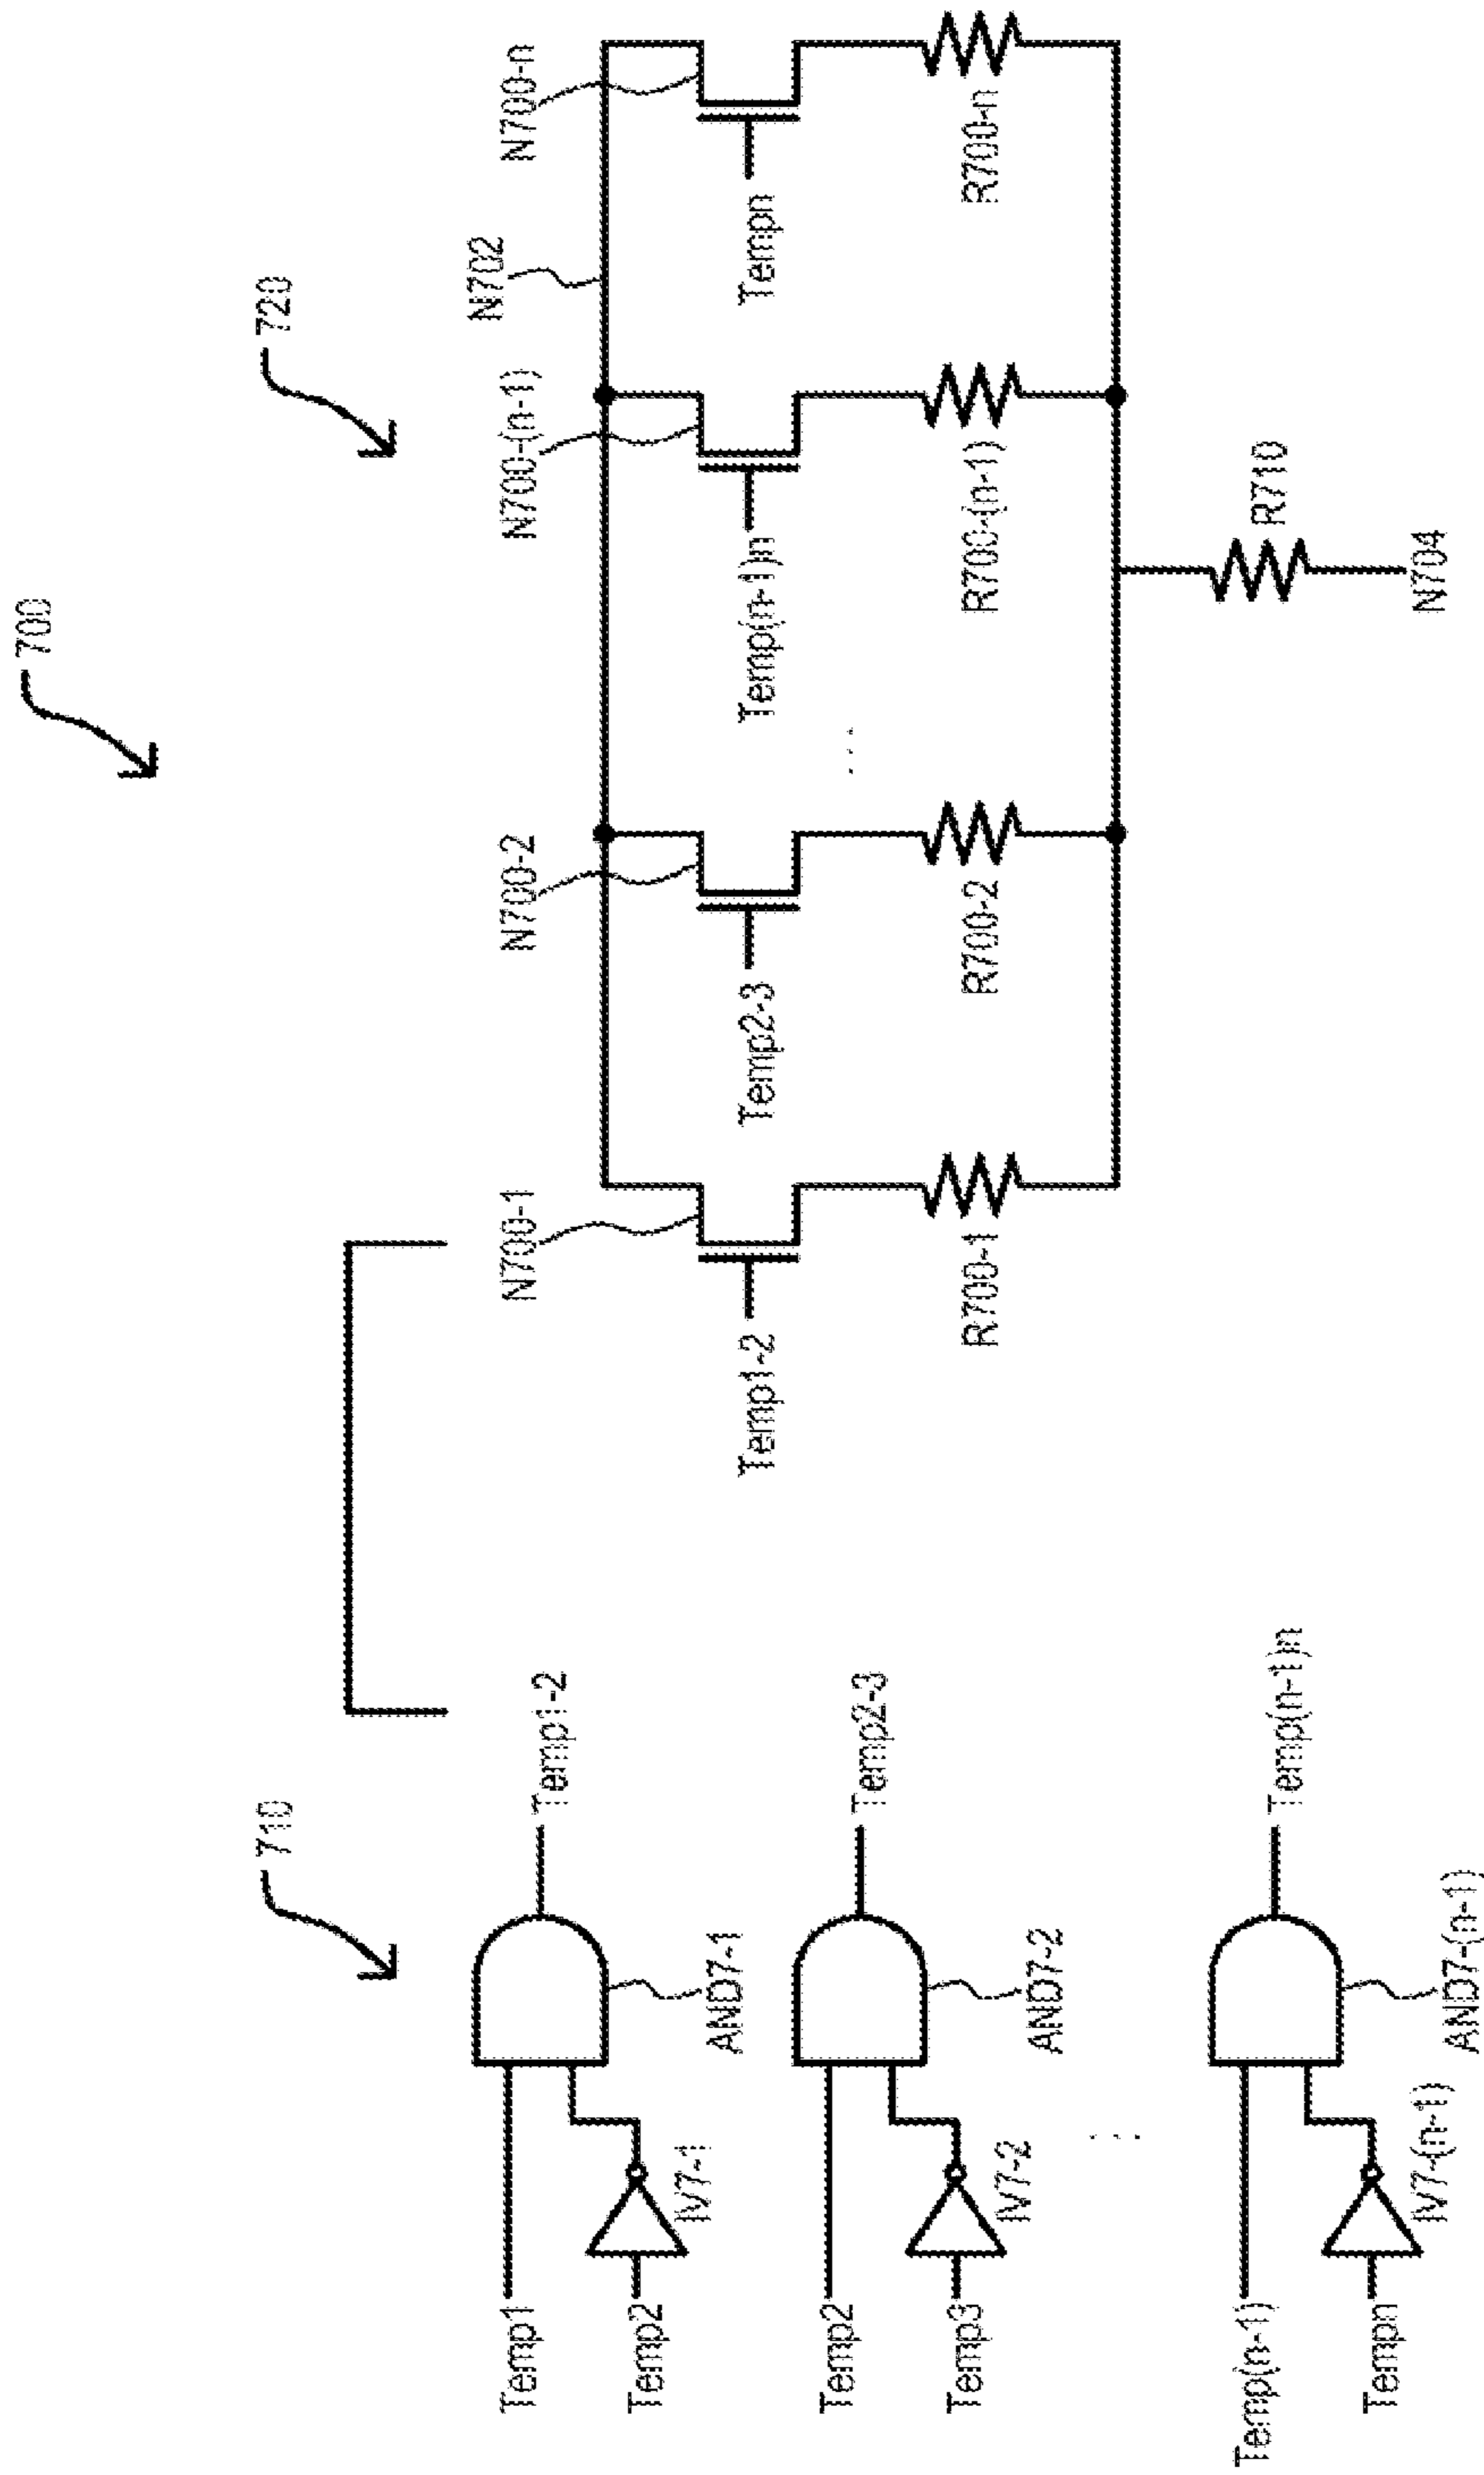 700
710
Temp1
Temp2
IV7-1
AND7-1
Temp1-2
Temp2
Temp3
IV7-2
AND7-2
Temp2-3
Temp(n-1)
Tempn
IV7-(n-1)
AND7-(n-1)
Temp(n-1)n
720
N702
N700-1
N700-2
N700-(n-1)
N700-n
Temp1-2
Temp2-3
Temp(n-1)n
Tempn
R700-1
R700-2
R700-(n-1)
R700-n
R710
N704